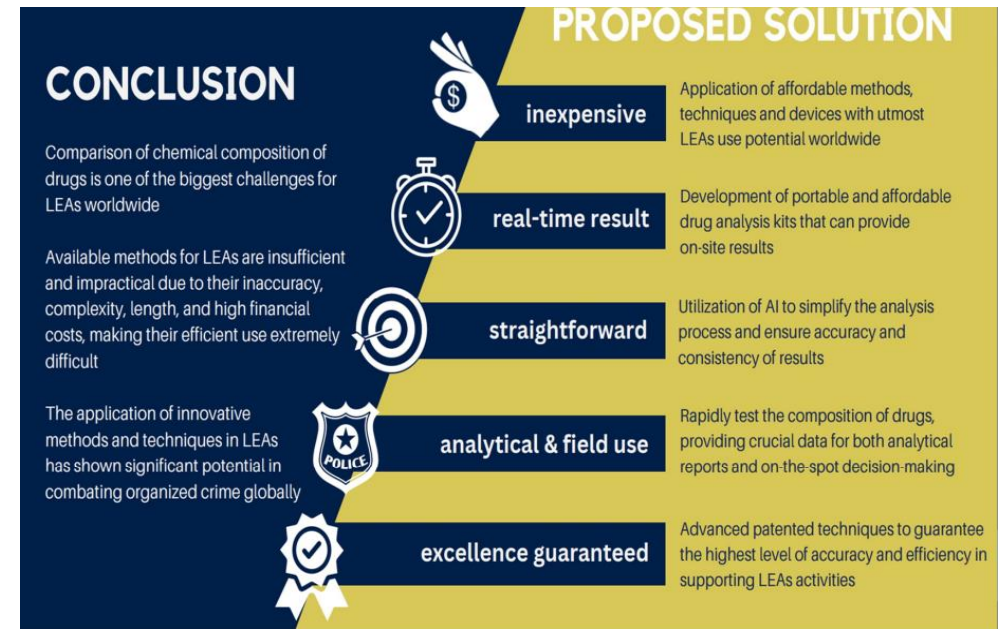 CONCLUSION
Comparison of chemical composition of
drugs is one of the biggest challenges for
LEAs worldwide
Available methods for LEAs are insufficient
and impractical due to their inaccuracy,
complexity, length, and high financial
costs, making their efficient use extremely
difficult
The application of innovative
methods and techniques in LEAs
has shown significant potential in
combating organized crime globally
PROPOSED SOLUTION
$
inexpensive
Application of affordable methods,
techniques and devices with utmost
LEAs use potential worldwide
real-time result
Development of portable and affordable
drug analysis kits that can provide
on-site results
straightforward
Utilization of AI to simplify the analysis
process and ensure accuracy and
consistency of results
POLICE
analytical & field use
Rapidly test the composition of drugs,
providing crucial data for both analytical
reports and on-the-spot decision-making
excellence guaranteed
Advanced patented techniques to guarantee
the highest level of accuracy and efficiency in
supporting LEAs activities